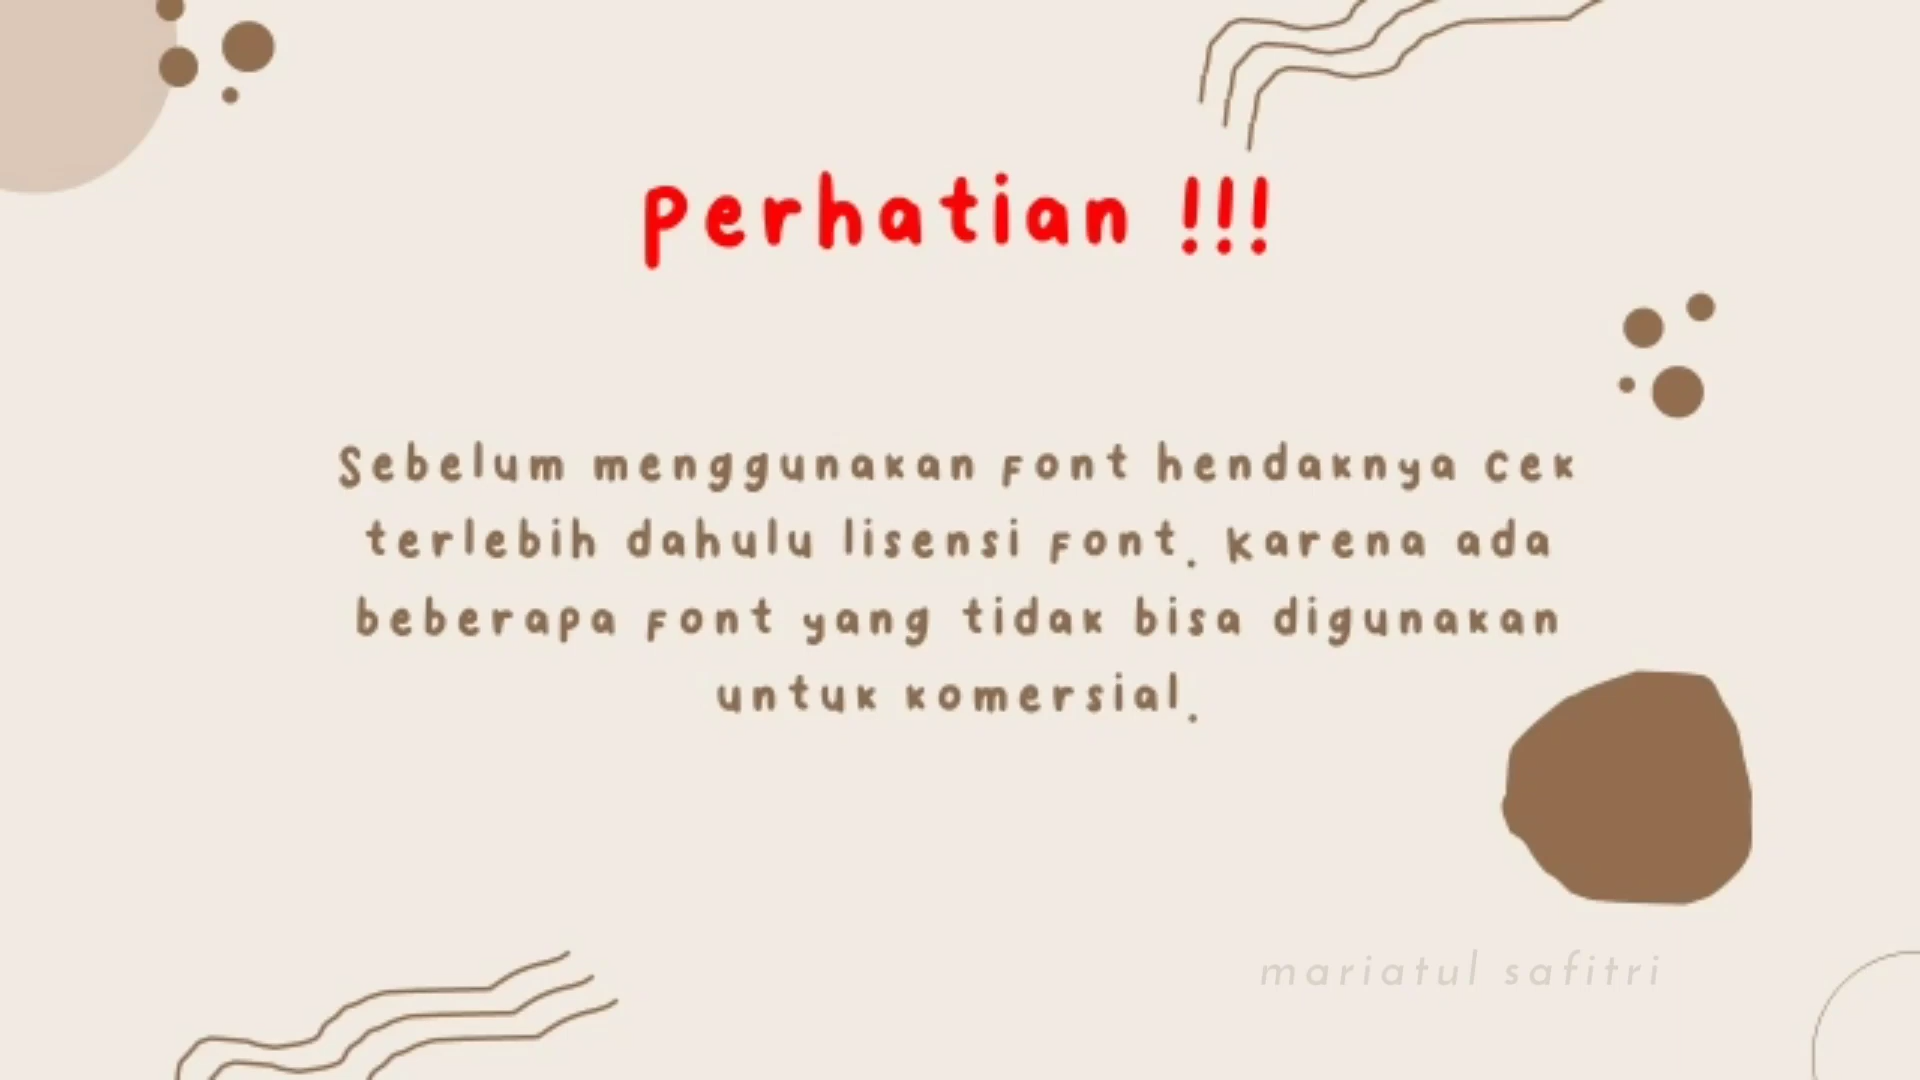 perhatian !!!
Sebelum menggunakan font hendaknya cek
terlebih dahulu lisensi font. Karena ada
beberapa font yang tidak bisa digunakan
untuk komersial.
mariatul safitri